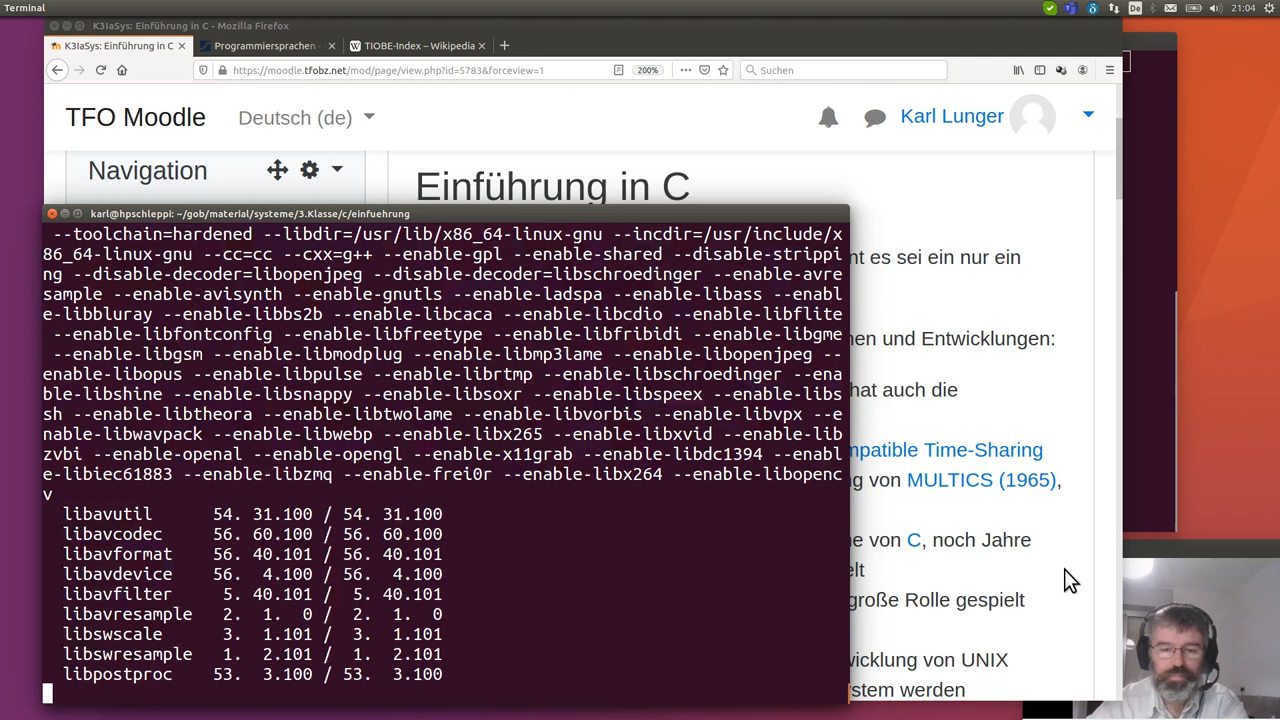 Terminal
De
21:04
K3IaSys: Einführung in C - Mozilla Firefox
K3IaSys: Einführung in C
Programmiersprachen
TIOBE-Index – Wikipedia
https://moodle.tfobz.net/mod/page/view.php?id=5783&forceview=1
200%
Suchen
TFO Moodle
Deutsch (de)
Karl Lunger
Navigation
Einführung in C
nt es sei ein nur ein
nen und Entwicklungen:
hat auch die
mpatible Time-Sharing
ng von MULTICS (1965),
ne von C, noch Jahre
elt
große Rolle gespielt
wicklung von UNIX
stem werden
karl@hpschleppi: ~/gob/material/systeme/3.Klasse/c/einfuehrung
--toolchain=hardened --libdir=/usr/lib/x86_64-linux-gnu --incdir=/usr/include/x
86_64-linux-gnu --cc=cc --cxx=g++ --enable-gpl --enable-shared --disable-strippi
ng --disable-decoder=libopenjpeg --disable-decoder=libschroedinger --enable-avre
sample --enable-avisynth --enable-gnutls --enable-ladspa --enable-libass --enabl
e-libbluray --enable-libbs2b --enable-libcaca --enable-libcdio --enable-libflite
--enable-libfontconfig --enable-libfreetype --enable-libfribidi --enable-libgme
--enable-libgsm --enable-libmodplug --enable-libmp3lame --enable-libopenjpeg --
enable-libopus --enable-libpulse --enable-librtmp --enable-libschroedinger --ena
ble-libshine --enable-libsnappy --enable-libsoxr --enable-libspeex --enable-libs
sh --enable-libtheora --enable-libtwolame --enable-libvorbis --enable-libvpx --e
nable-libwavpack --enable-libwebp --enable-libx265 --enable-libxvid --enable-lib
zvbi --enable-openal --enable-opengl --enable-x11grab --enable-libdc1394 --enabl
e-libiec61883 --enable-libzmq --enable-frei0r --enable-libx264 --enable-libopenc
v
libavutil 54. 31.100 / 54. 31.100
libavcodec 56. 60.100 / 56. 60.100
libavformat 56. 40.101 / 56. 40.101
libavdevice 56. 4.100 / 56. 4.100
libavfilter 5. 40.101 / 5. 40.101
libavresample 2. 1. 0 / 2. 1. 0
libswscale 3. 1.101 / 3. 1.101
libswresample 1. 2.101 / 1. 2.101
libpostproc 53. 3.100 / 53. 3.100